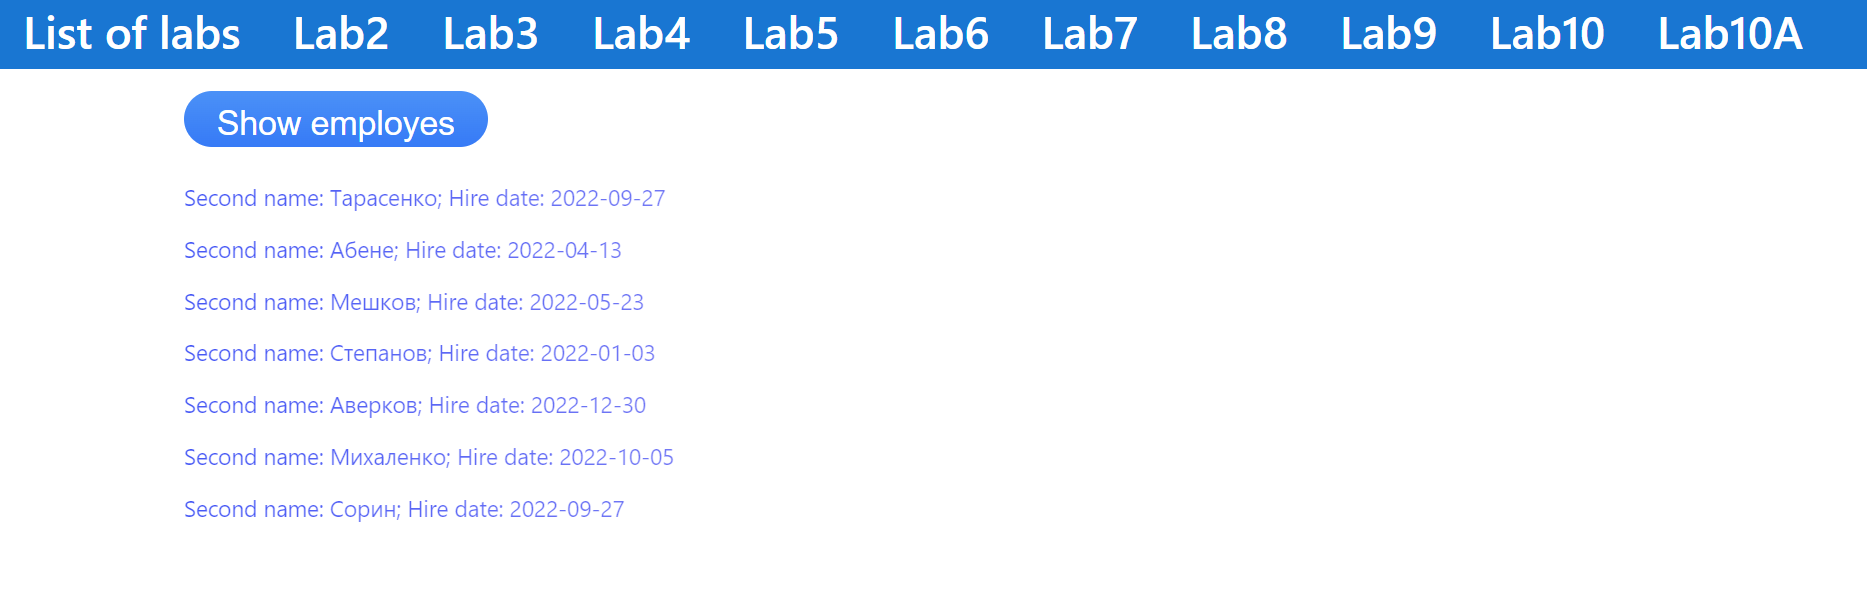 List of labs Lab2 Lab3 Lab4 Lab5 Lab6 Lab7 Lab8 Lab9 Lab10 Lab10A
Show employes
Second name: Тарасенко; Hire date: 2022-09-27
Second name: Абене; Hire date: 2022-04-13
Second name: Мешков; Hire date: 2022-05-23
Second name: Степанов; Hire date: 2022-01-03
Second name: Аверков; Hire date: 2022-12-30
Second name: Михаленко; Hire date: 2022-10-05
Second name: Сорин; Hire date: 2022-09-27